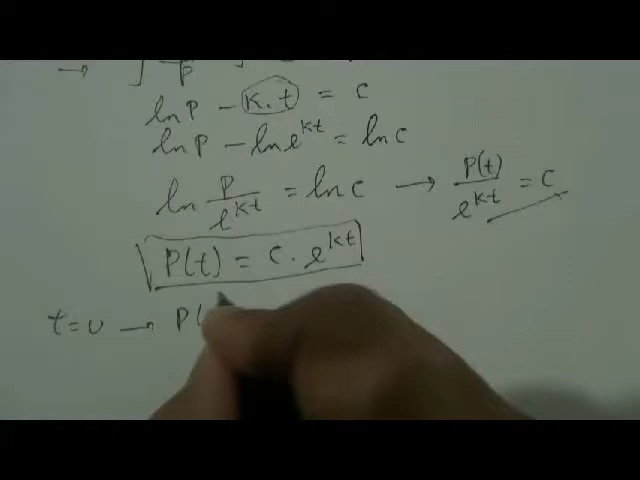 → ∫ p ∫
ln P − k.t = c
ln P − ln e^kt = ln c
ln P/e^kt = ln c → P(t)/e^kt = c
P(t) = c . e^kt
t=0 → P(